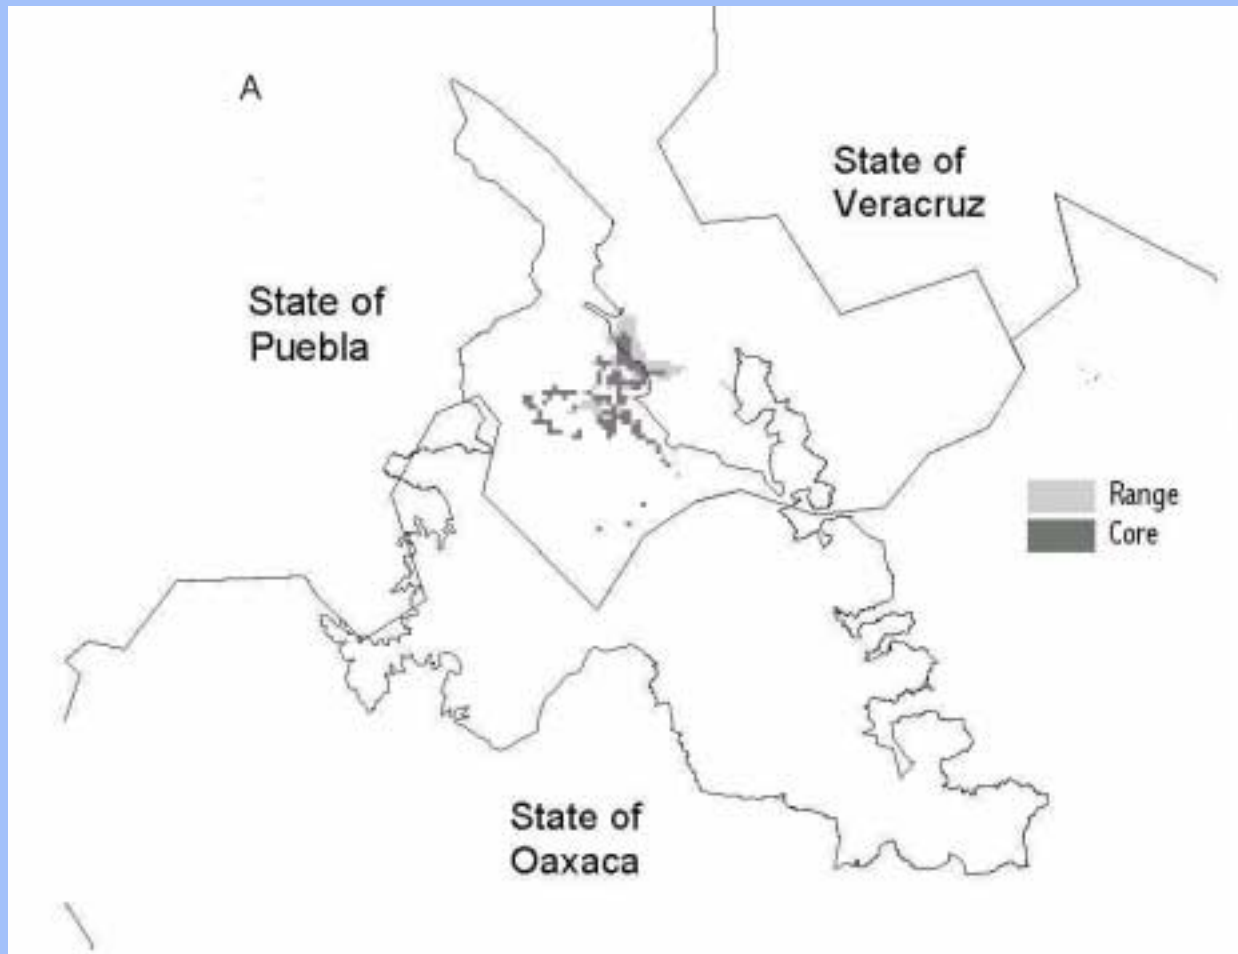 A
State of
Veracruz
State of
Puebla
Range
Core
State of
Oaxaca